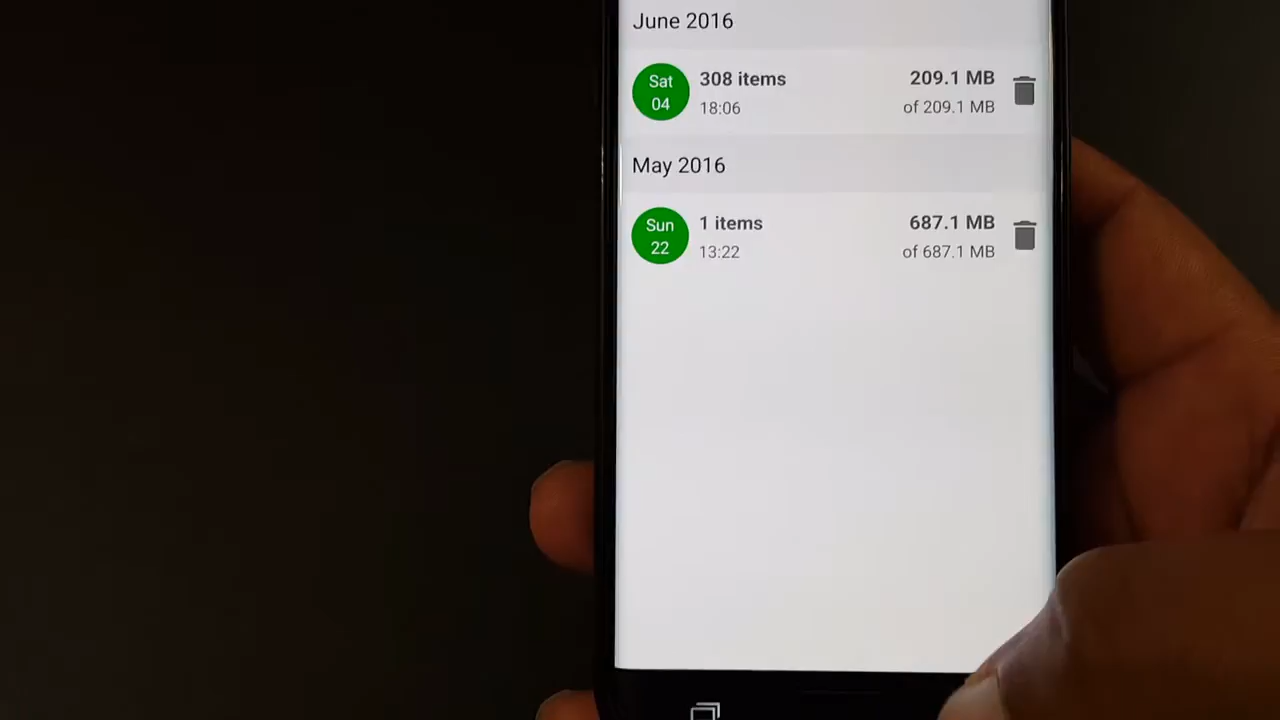 June 2016
Sat
04
308 items
18:06
209.1 MB
of 209.1 MB
May 2016
Sun
22
1 items
13:22
687.1 MB
of 687.1 MB